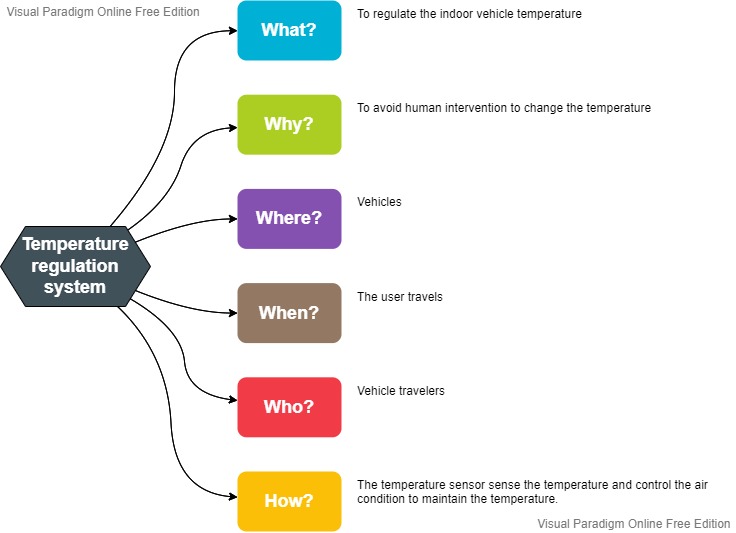 Visual Paradigm Online Free Edition
What?
To regulate the indoor vehicle temperature
Why?
To avoid human intervention to change the temperature
Where?
Vehicles
Temperature
regulation
system
When?
The user travels
Who?
Vehicle travelers
How?
The temperature sensor sense the temperature and control the air
condition to maintain the temperature.
Visual Paradigm Online Free Edition